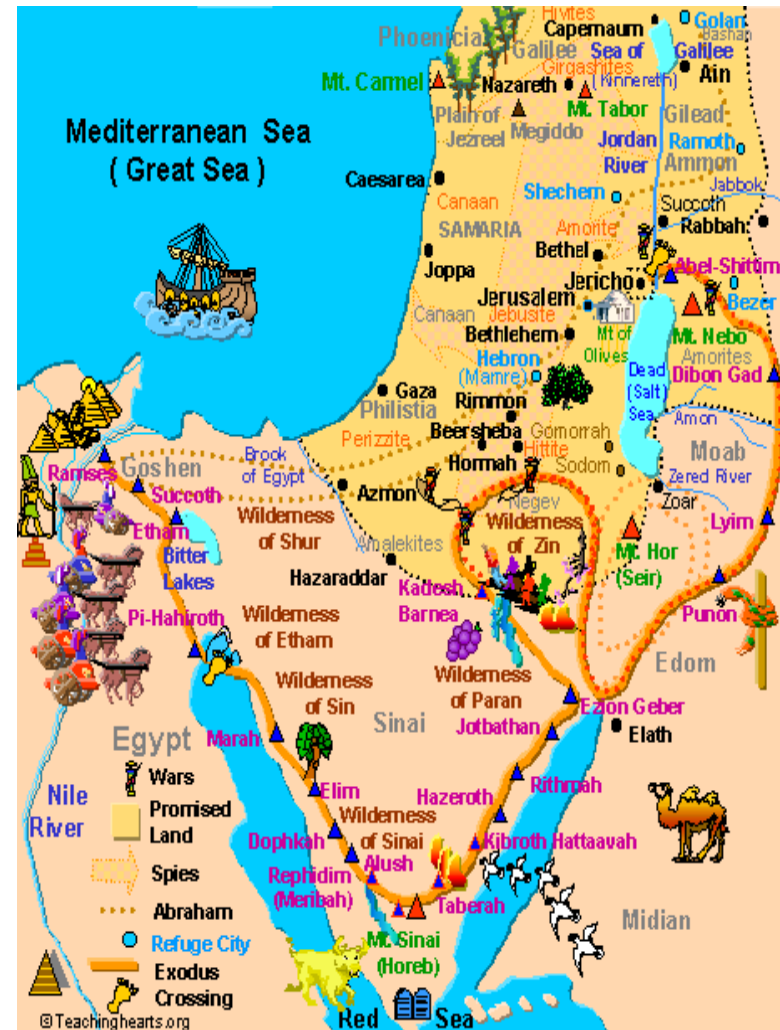 Hivites
Golan
Capernaum
Bashan
Phoenicia
Galilee
Sea of Galilee
(Kinnereth)
Girgashites
Ain
Mt. Carmel
Nazareth
Mt. Tabor
Gilead
Plain of
Jezreel
Megiddo
Mediterranean Sea
( Great Sea )
Jordan
River
Ramoth
Ammon
Caesarea
Shechem
Jabbok
Canaan
Succoth
SAMARIA
Amorite
Rabbah
Bethel
Joppa
Abel-Shittim
Jericho
Jerusalem
Bezer
Canaan
Jebusite
Bethlehem
Mt of
Olives
Mt. Nebo
Hebron
(Mamre)
Amorites
Dead
(Salt)
Sea
Dibon Gad
Gaza
Philistia
Rimmon
Arnon
Perizzite
Beersheba
Gomorrah
Moab
Hittite
Brook
of Egypt
Hormah
Sodom
Zered River
Ramses
Goshen
Succoth
Azmon
Negev
Zoar
Etham
Wilderness
of Shur
Wilderness
of Zin
Lyim
Bitter
Lakes
Amalekites
Mt. Hor
(Seir)
Hazaraddar
Kadesh
Barnea
Pi-Hahiroth
Wilderness
of Etham
Punon
Wilderness
of Sin
Wilderness
of Paran
Edom
Sinai
Ezion Geber
Egypt
Marah
Jotbathan
Elath
Wars
Elim
Rithmah
Nile
River
Promised
Land
Hazeroth
Wilderness
of Sinai
Dophkah
Kibroth Hattaavah
Spies
Alush
Rephidim
(Meribah)
Taberah
Abraham
Midian
Refuge City
Mt. Sinai
(Horeb)
Exodus
Crossing
©Teachinghearts.org
Red Sea